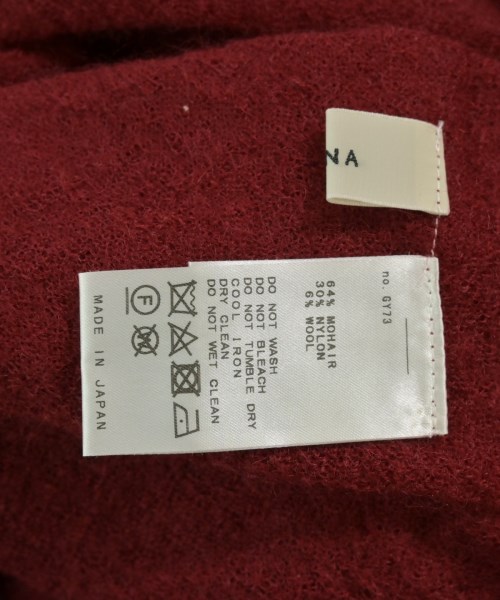 NA
no. GY73
64% MOHAIR
30% NYLON
6% WOOL
DO NOT WASH
DO NOT BLEACH
DO NOT TUMBLE DRY
COOL IRON
DRY CLEAN
DO NOT WET CLEAN
F
W
MADE IN JAPAN